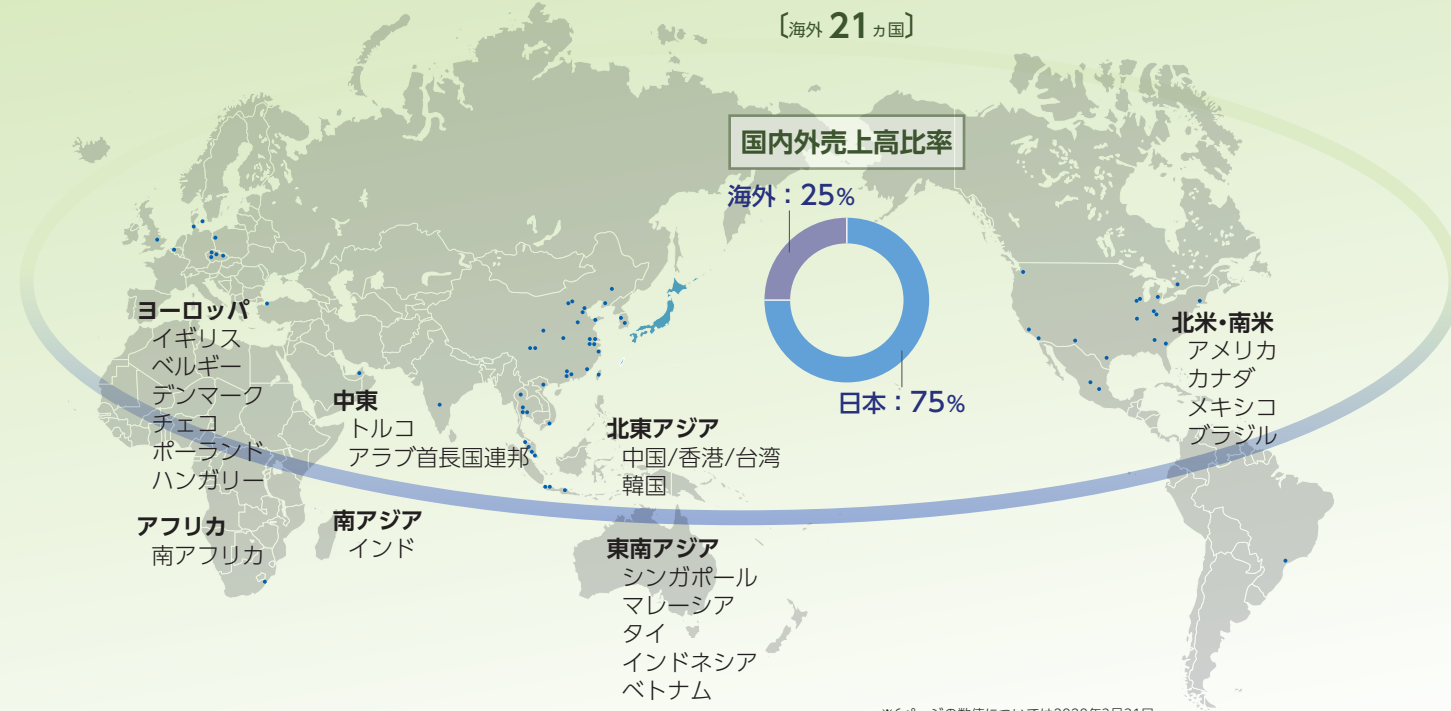 〔海外 21 ヵ国〕
国内外売上高比率
海外：25%
日本：75%
ヨーロッパ
イギリス
ベルギー
デンマーク
チェコ
ポーランド
ハンガリー
アフリカ
南アフリカ
中東
トルコ
アラブ首長国連邦
南アジア
インド
北東アジア
中国/香港/台湾
韓国
東南アジア
シンガポール
マレーシア
タイ
インドネシア
ベトナム
北米・南米
アメリカ
カナダ
メキシコ
ブラジル